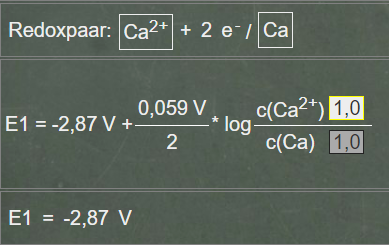 Redoxpaar: Ca²⁺ + 2 e⁻ / Ca
E1 = -2,87 V + 0,059 V / 2 * log c(Ca²⁺) 1,0 / c(Ca) 1,0
E1 = -2,87 V